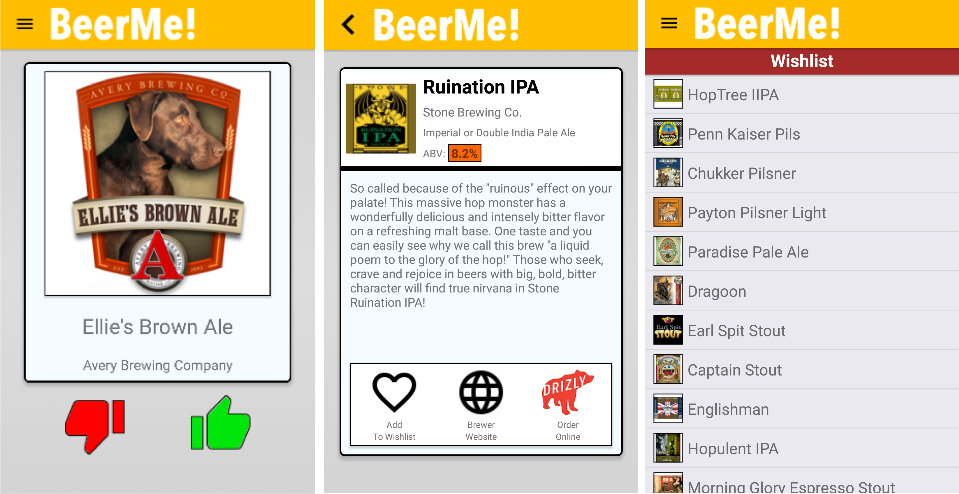 BeerMe!
AVERY BREWING CO
ELLIE'S BROWN ALE
A
Ellie's Brown Ale
Avery Brewing Company
BeerMe!
STONE
RUINATION
IPA
Ruination IPA
Stone Brewing Co.
Imperial or Double India Pale Ale
ABV: 8.2%
So called because of the "ruinous" effect on your
palate! This massive hop monster has a
wonderfully delicious and intensely bitter flavor
on a refreshing malt base. One taste and you
can easily see why we call this brew "a liquid
poem to the glory of the hop!" Those who seek,
crave and rejoice in beers with big, bold, bitter
character will find true nirvana in Stone
Ruination IPA!
Add
To Wishlist
Brewer
Website
DRIZLY
Order
Online
BeerMe!
Wishlist
HopTree IIPA
Penn Kaiser Pils
Chukker Pilsner
Payton Pilsner Light
Paradise Pale Ale
Dragoon
Earl Spit
STOUT
Earl Spit Stout
Captain Stout
Englishman
Hopulent IPA
Morning Glory Espresso Stout